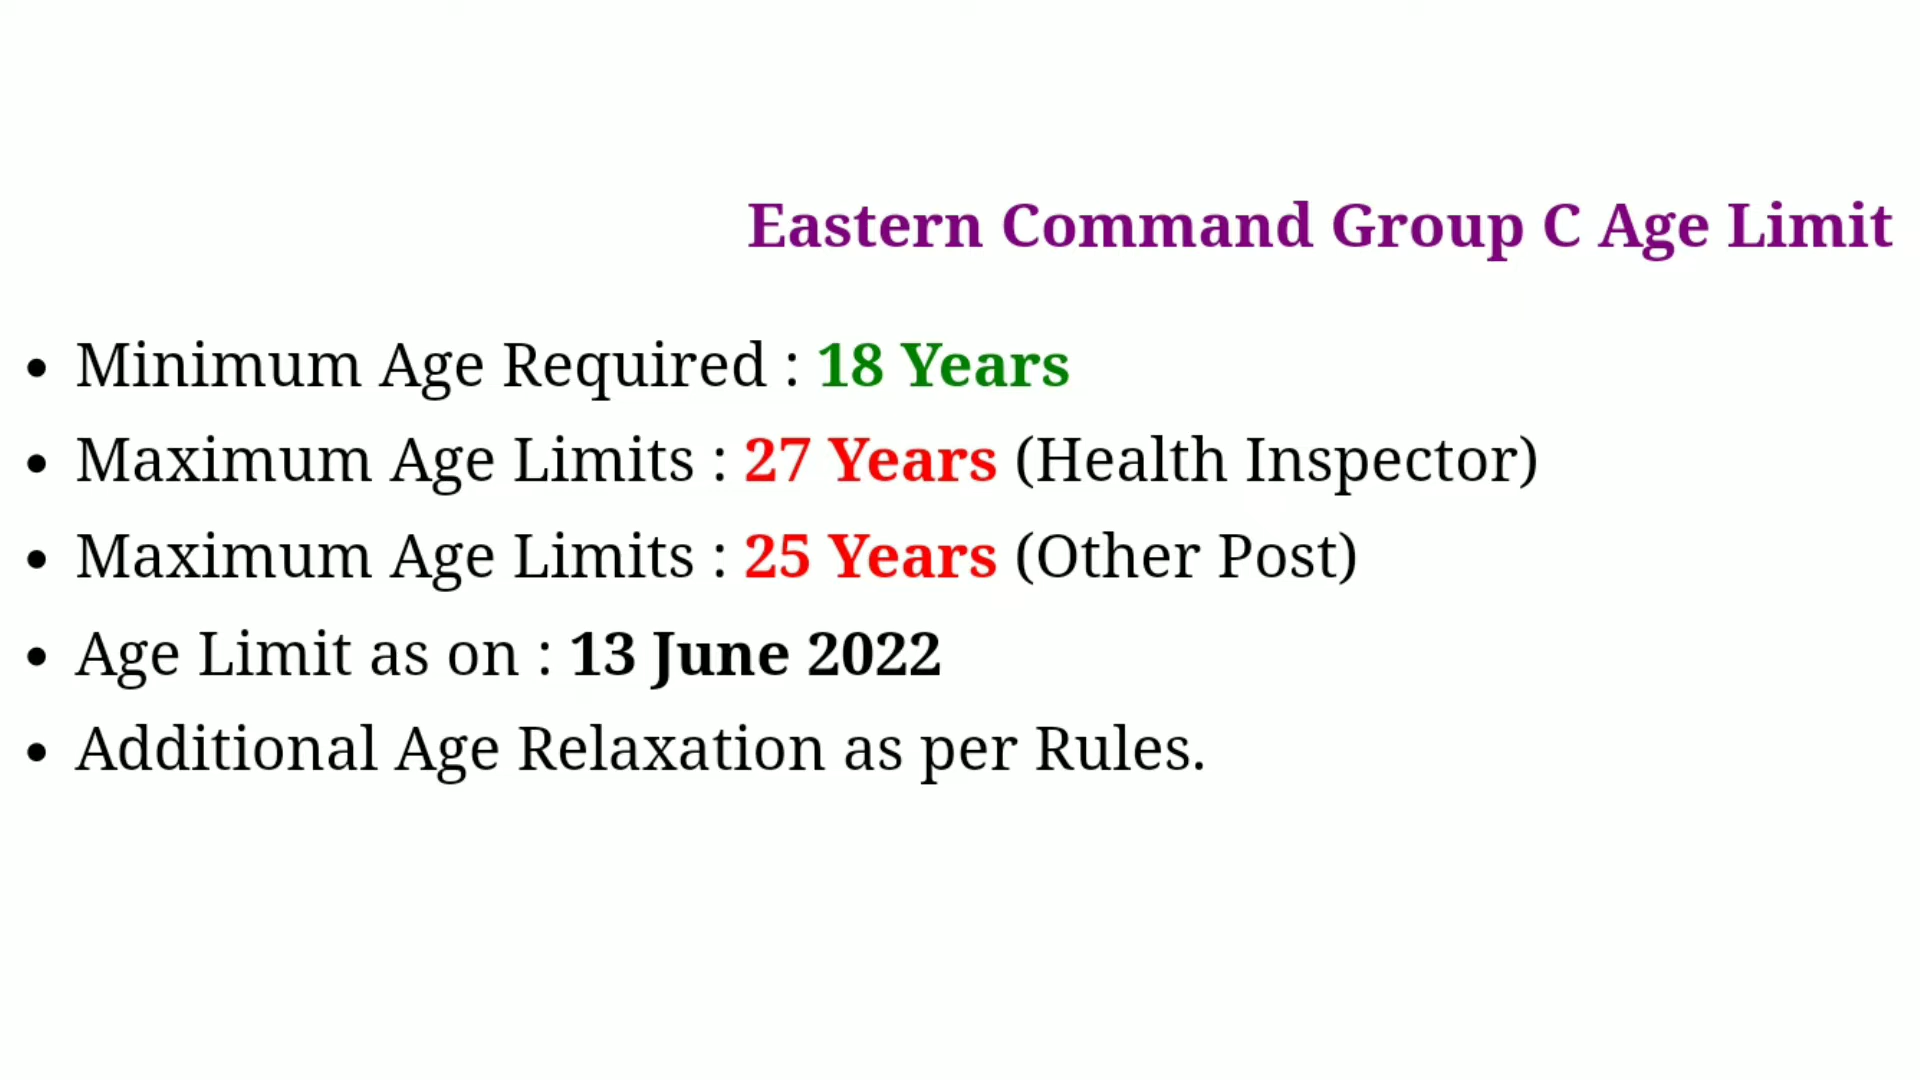 Eastern Command Group C Age Limit
• Minimum Age Required : 18 Years
• Maximum Age Limits : 27 Years (Health Inspector)
• Maximum Age Limits : 25 Years (Other Post)
• Age Limit as on : 13 June 2022
• Additional Age Relaxation as per Rules.